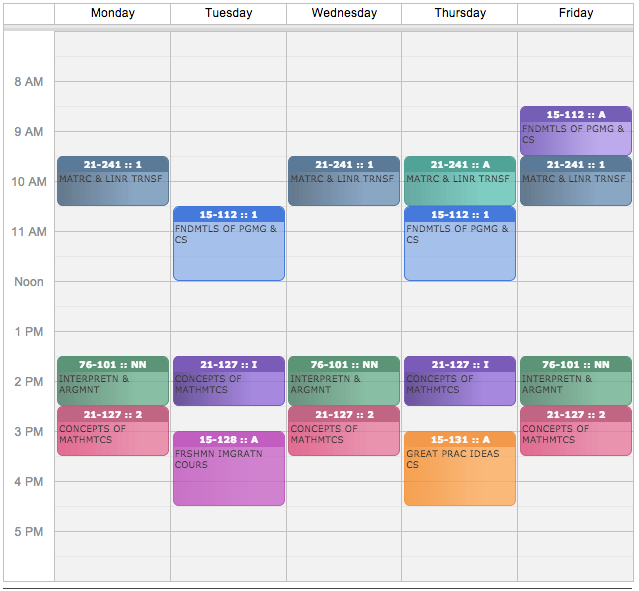 Monday Tuesday Wednesday Thursday Friday
8 AM
15-112 :: A
FNDMTLS OF PGMG &
CS
9 AM
21-241 :: 1 21-241 :: 1 21-241 :: A 21-241 :: 1
MATRC & LINR TRNSF MATRC & LINR TRNSF MATRC & LINR TRNSF MATRC & LINR TRNSF
10 AM
15-112 :: 1 15-112 :: 1
FNDMTLS OF PGMG & FNDMTLS OF PGMG &
CS CS
11 AM
Noon
1 PM
76-101 :: NN 21-127 :: I 76-101 :: NN 21-127 :: I 76-101 :: NN
INTERPRETN & CONCEPTS OF INTERPRETN & CONCEPTS OF INTERPRETN &
ARGMNT MATHMTCS ARGMNT MATHMTCS ARGMNT
2 PM
21-127 :: 2 21-127 :: 2 21-127 :: 2
CONCEPTS OF CONCEPTS OF CONCEPTS OF
MATHMTCS MATHMTCS MATHMTCS
3 PM
15-128 :: A 15-131 :: A
FRSHMN IMGRATN GREAT PRAC IDEAS
COURS CS
4 PM
5 PM